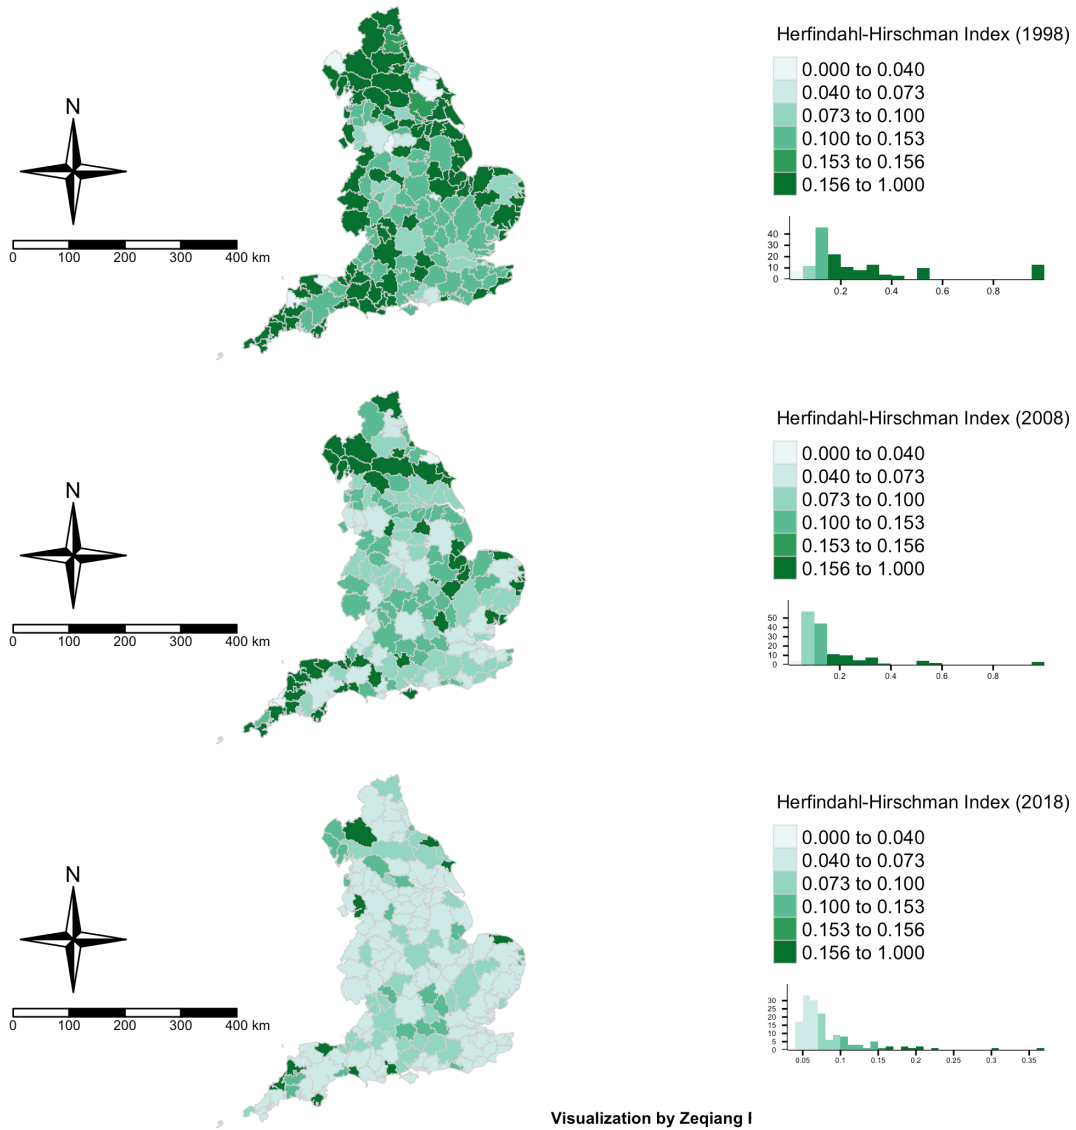 Herfindahl-Hirschman Index (1998)
0.000 to 0.040
0.040 to 0.073
0.073 to 0.100
0.100 to 0.153
0.153 to 0.156
0.156 to 1.000
N
0 100 200 300 400 km
40
30
20
10
0
0.2 0.4 0.6 0.8
Herfindahl-Hirschman Index (2008)
0.000 to 0.040
0.040 to 0.073
0.073 to 0.100
0.100 to 0.153
0.153 to 0.156
0.156 to 1.000
N
0 100 200 300 400 km
50
40
30
20
10
0
0.2 0.4 0.6 0.8
Herfindahl-Hirschman Index (2018)
0.000 to 0.040
0.040 to 0.073
0.073 to 0.100
0.100 to 0.153
0.153 to 0.156
0.156 to 1.000
N
0 100 200 300 400 km
30
25
20
15
10
5
0
0.05 0.1 0.15 0.2 0.25 0.3 0.35
Visualization by Zeqiang